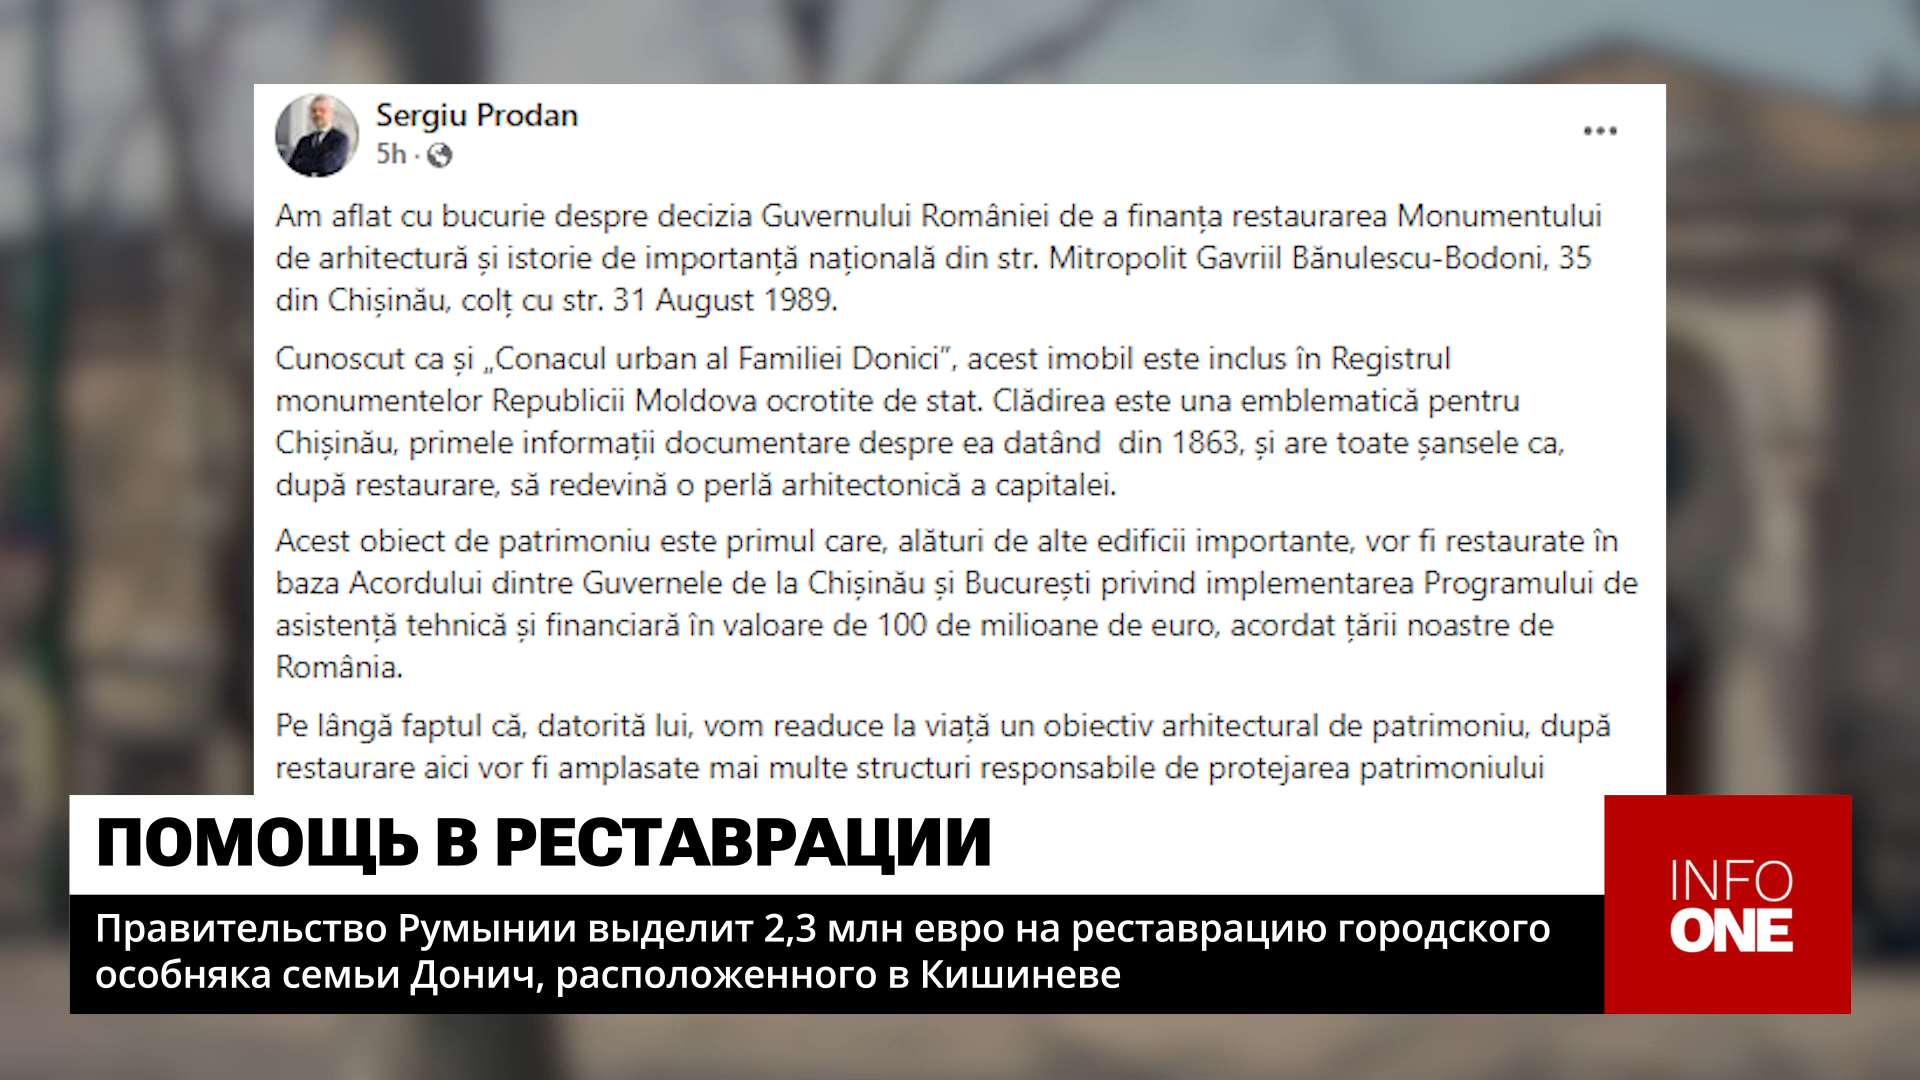 Sergiu Prodan
5h ·
Am aflat cu bucurie despre decizia Guvernului României de a finanța restaurarea Monumentului
de arhitectură și istorie de importanță națională din str. Mitropolit Gavriil Bănulescu-Bodoni, 35
din Chișinău, colț cu str. 31 August 1989.
Cunoscut ca și „Conacul urban al Familiei Donici”, acest imobil este inclus în Registrul
monumentelor Republicii Moldova ocrotite de stat. Clădirea este una emblematică pentru
Chișinău, primele informații documentare despre ea datând  din 1863, și are toate șansele ca,
după restaurare, să redevină o perlă arhitectonică a capitalei.
Acest obiect de patrimoniu este primul care, alături de alte edificii importante, vor fi restaurate în
baza Acordului dintre Guvernele de la Chișinău și București privind implementarea Programului de
asistență tehnică și financiară în valoare de 100 de milioane de euro, acordat țării noastre de
România.
Pe lângă faptul că, datorită lui, vom readuce la viață un obiectiv arhitectural de patrimoniu, după
restaurare aici vor fi amplasate mai multe structuri responsabile de protejarea patrimoniului
ПОМОЩЬ В РЕСТАВРАЦИИ
Правительство Румынии выделит 2,3 млн евро на реставрацию городского
особняка семьи Донич, расположенного в Кишиневе
INFO
ONE